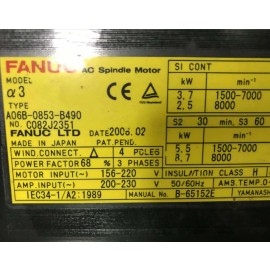 FANUC AC Spindle Motor
MODEL
α3
TYPE
A06B-0853-B490
NO. C082J2351
FANUC LTD DATE 2006.02
MADE IN JAPAN PAT.PEND.
WIND.CONNECT. △ 4 POLES
POWER FACTOR 68% 3 PHASES
MOTOR INPUT(~) 156-220
AMP.INPUT(~) 200-230 V 50/60Hz
IEC34-1/A2:1989
SI CONT
kW min⁻¹
3.7 1500-7000
2.5 8000
S2 30 min. S3 60
kW min⁻¹
5.5 1500-7000
3.7 8000
INSULATION CLASS H
AMB.TEMP.0
MANUAL No. B-65152E YAMANASH